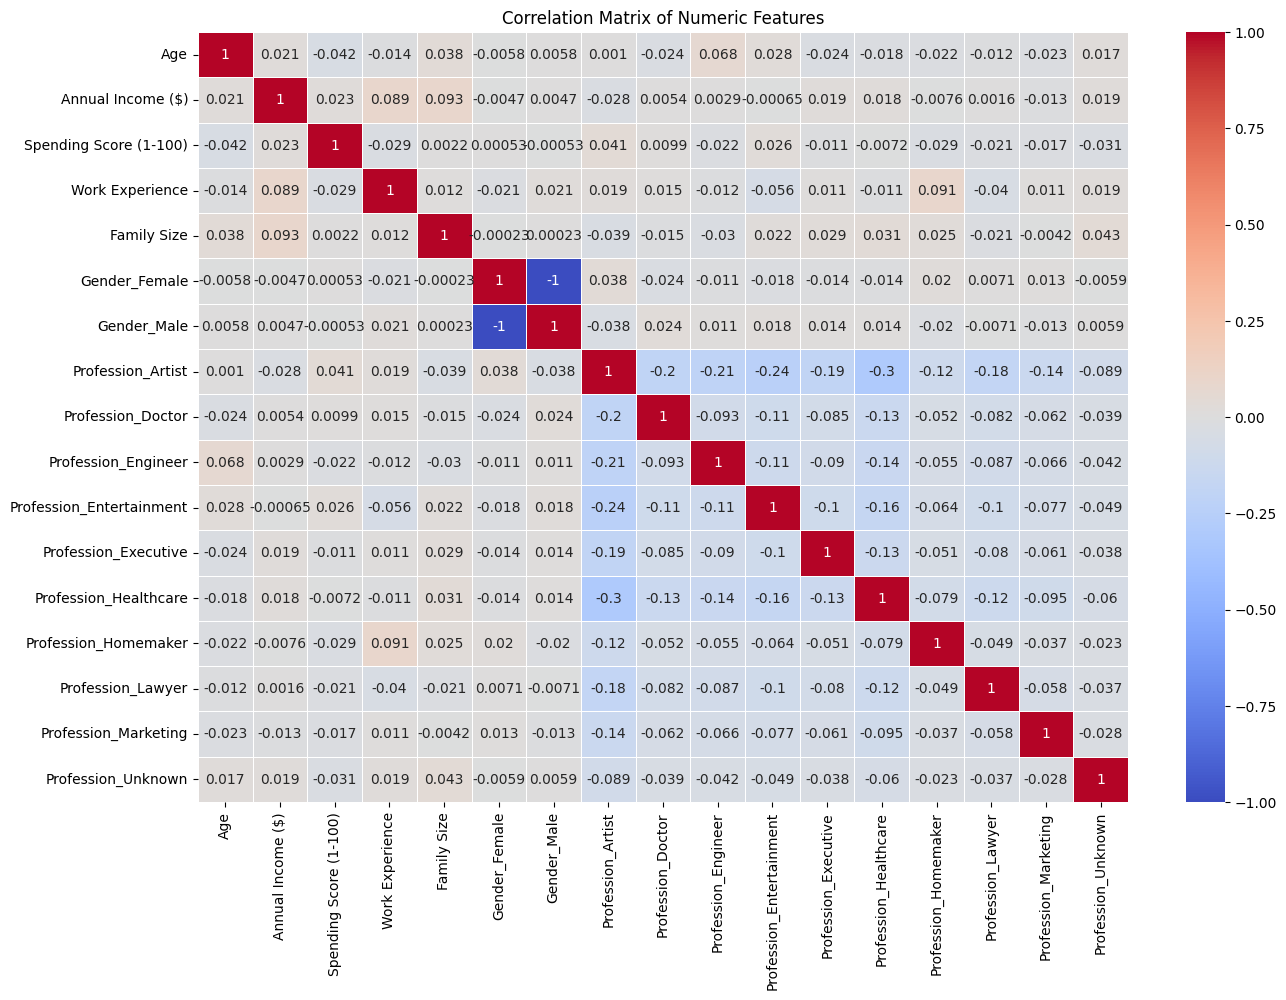 Correlation Matrix of Numeric Features
Age 1 0.021 -0.042 -0.014 0.038 -0.0058 0.0058 0.001 -0.024 0.068 0.028 -0.024 -0.018 -0.022 -0.012 -0.023 0.017
Annual Income ($) 0.021 1 0.023 0.089 0.093 -0.0047 0.0047 -0.028 0.0054 0.0029 -0.00065 0.019 0.018 -0.0076 0.0016 -0.013 0.019
Spending Score (1-100) -0.042 0.023 1 -0.029 0.0022 0.00053 -0.00053 0.041 0.0099 -0.022 0.026 -0.011 -0.0072 -0.029 -0.021 -0.017 -0.031
Work Experience -0.014 0.089 -0.029 1 0.012 -0.021 0.021 0.019 0.015 -0.012 -0.056 0.011 -0.011 0.091 -0.04 0.011 0.019
Family Size 0.038 0.093 0.0022 0.012 1 -0.00023 0.00023 -0.039 -0.015 -0.03 0.022 0.029 0.031 0.025 -0.021 -0.0042 0.043
Gender_Female -0.0058 -0.0047 0.00053 -0.021 -0.00023 1 -1 0.038 -0.024 -0.011 -0.018 -0.014 -0.014 0.02 0.0071 0.013 -0.0059
Gender_Male 0.0058 0.0047 -0.00053 0.021 0.00023 -1 1 -0.038 0.024 0.011 0.018 0.014 0.014 -0.02 -0.0071 -0.013 0.0059
Profession_Artist 0.001 -0.028 0.041 0.019 -0.039 0.038 -0.038 1 -0.2 -0.21 -0.24 -0.19 -0.3 -0.12 -0.18 -0.14 -0.089
Profession_Doctor -0.024 0.0054 0.0099 0.015 -0.015 -0.024 0.024 -0.2 1 -0.093 -0.11 -0.085 -0.13 -0.052 -0.082 -0.062 -0.039
Profession_Engineer 0.068 0.0029 -0.022 -0.012 -0.03 -0.011 0.011 -0.21 -0.093 1 -0.11 -0.09 -0.14 -0.055 -0.087 -0.066 -0.042
Profession_Entertainment 0.028 -0.00065 0.026 -0.056 0.022 -0.018 0.018 -0.24 -0.11 -0.11 1 -0.1 -0.16 -0.064 -0.1 -0.077 -0.049
Profession_Executive -0.024 0.019 -0.011 0.011 0.029 -0.014 0.014 -0.19 -0.085 -0.09 -0.1 1 -0.13 -0.051 -0.08 -0.061 -0.038
Profession_Healthcare -0.018 0.018 -0.0072 -0.011 0.031 -0.014 0.014 -0.3 -0.13 -0.14 -0.16 -0.13 1 -0.079 -0.12 -0.095 -0.06
Profession_Homemaker -0.022 -0.0076 -0.029 0.091 0.025 0.02 -0.02 -0.12 -0.052 -0.055 -0.064 -0.051 -0.079 1 -0.049 -0.037 -0.023
Profession_Lawyer -0.012 0.0016 -0.021 -0.04 -0.021 0.0071 -0.0071 -0.18 -0.082 -0.087 -0.1 -0.08 -0.12 -0.049 1 -0.058 -0.037
Profession_Marketing -0.023 -0.013 -0.017 0.011 -0.0042 0.013 -0.013 -0.14 -0.062 -0.066 -0.077 -0.061 -0.095 -0.037 -0.058 1 -0.028
Profession_Unknown 0.017 0.019 -0.031 0.019 0.043 -0.0059 0.0059 -0.089 -0.039 -0.042 -0.049 -0.038 -0.06 -0.023 -0.037 -0.028 1
Age
Annual Income ($)
Spending Score (1-100)
Work Experience
Family Size
Gender_Female
Gender_Male
Profession_Artist
Profession_Doctor
Profession_Engineer
Profession_Entertainment
Profession_Executive
Profession_Healthcare
Profession_Homemaker
Profession_Lawyer
Profession_Marketing
Profession_Unknown
1.00
0.75
0.50
0.25
0.00
−0.25
−0.50
−0.75
−1.00